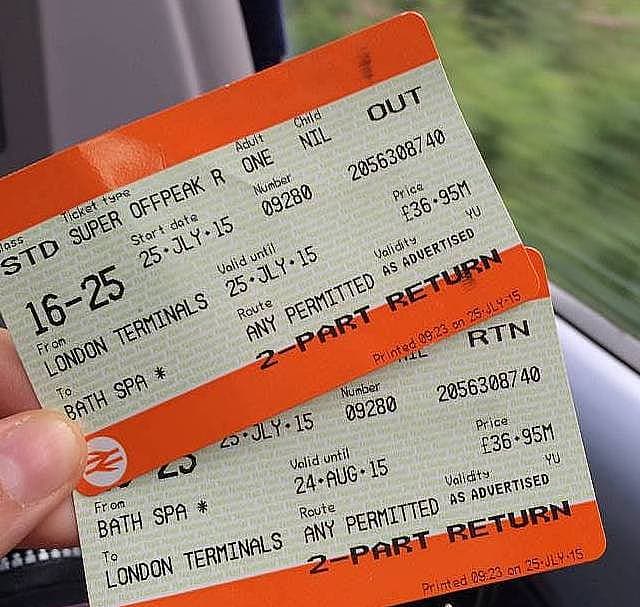 OUT
Class Ticket type Adult Child
STD SUPER OFFPEAK R ONE NIL
Start date Number
16-25 25·JLY·15 09280 2056308740
From Valid until Price
LONDON TERMINALS 25·JLY·15 £36·95M
To Route Validity YU
BATH SPA * ANY PERMITTED AS ADVERTISED
2-PART RETURN
Printed 09:23 on 25-JLY-15
RTN
NIL
Number
25 25·JLY·15 09280 2056308740
From Valid until Price
BATH SPA * 24·AUG·15 £36·95M
To Route Validity YU
LONDON TERMINALS ANY PERMITTED AS ADVERTISED
2-PART RETURN
Printed 09:23 on 25-JLY-15